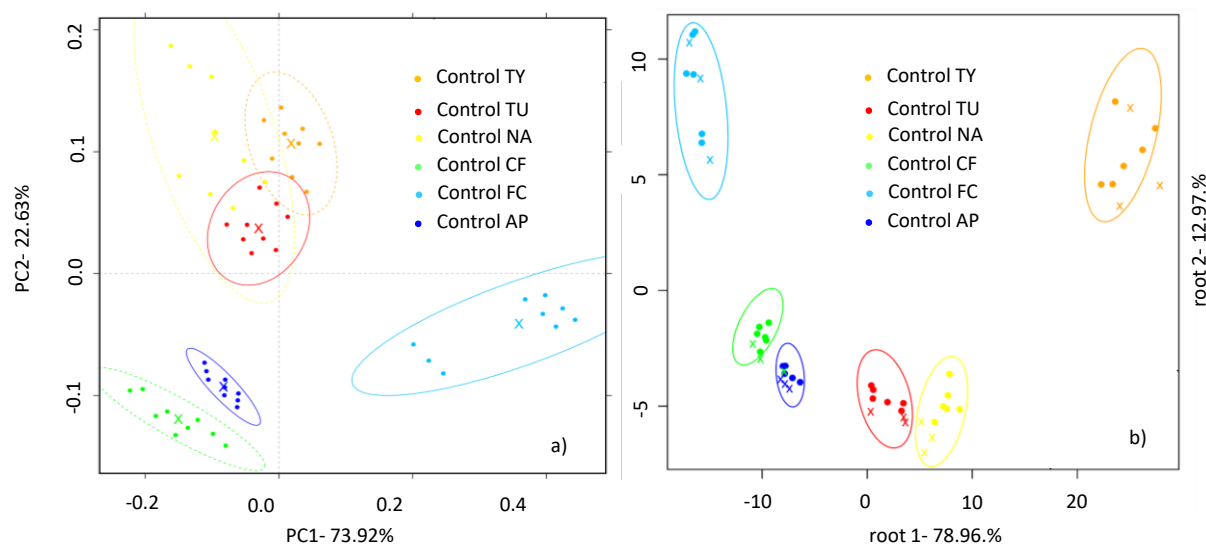 0.2
0.1
0.0
-0.1
PC2- 22.63%
Control TY
Control TU
Control NA
Control CF
Control FC
Control AP
X
X
X
X
X
X
a)
-0.2
0.0
0.2
0.4
PC1- 73.92%
10
5
0
-5
Control TY
Control TU
Control NA
Control CF
Control FC
Control AP
b)
root 2- 12.97.%
-10
0
10
20
root 1- 78.96.%